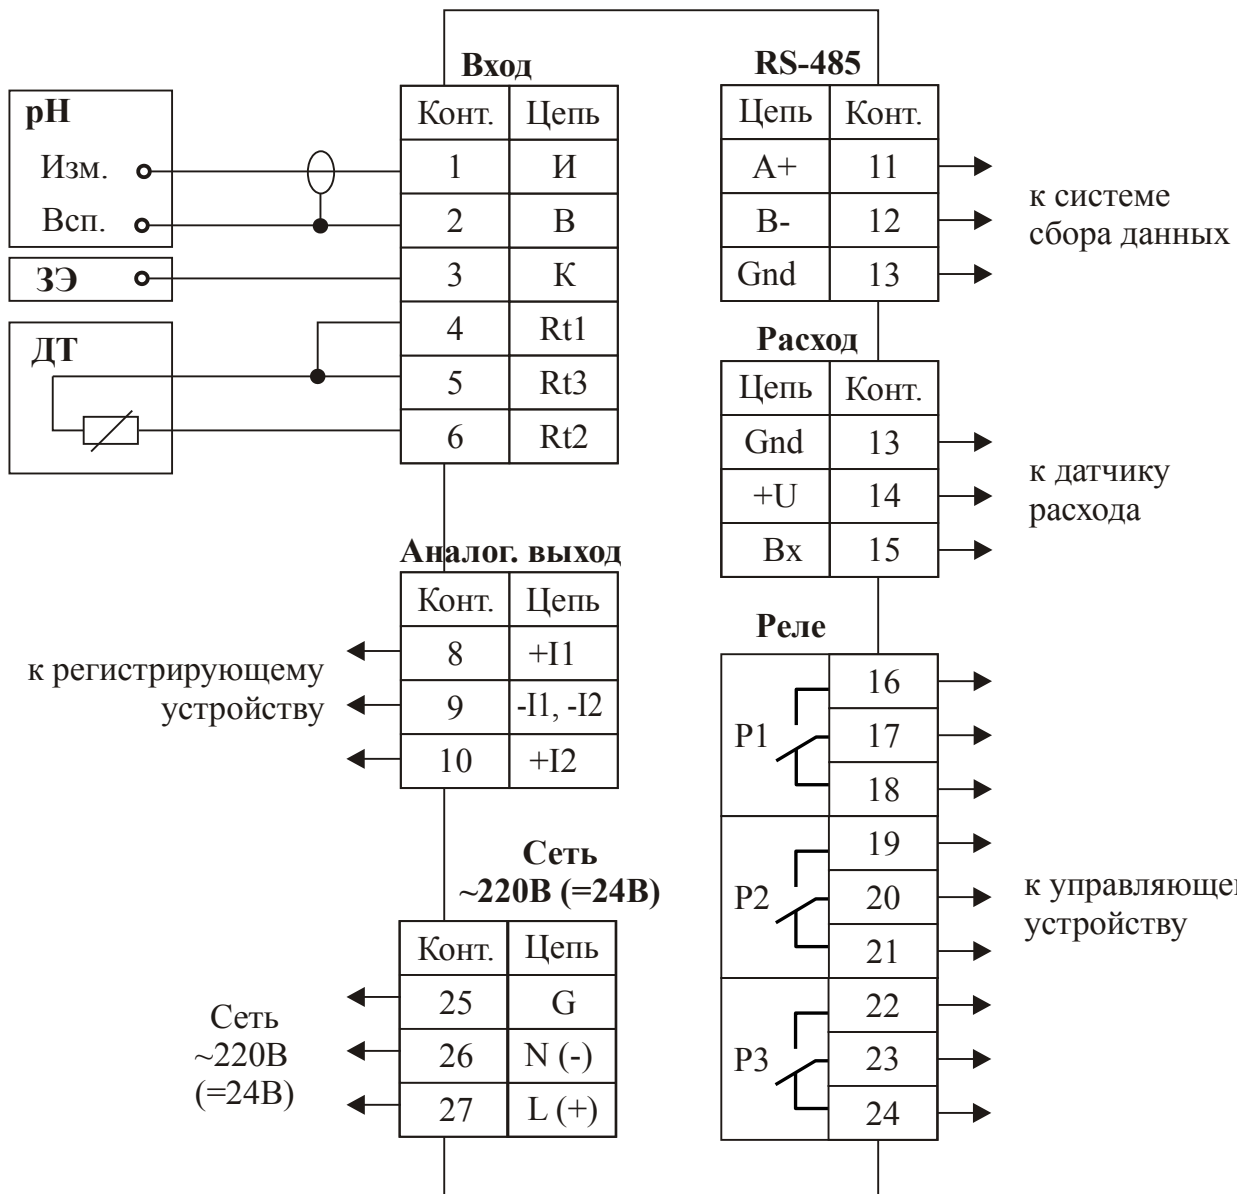 Вход
pH
Изм.
Всп.
ЗЭ
ДТ
Конт. Цепь
1 И
2 В
3 К
4 Rt1
5 Rt3
6 Rt2
Аналог. выход
Конт. Цепь
8 +I1
9 -I1, -I2
10 +I2
к регистрирующему
устройству
Сеть
~220В (=24В)
Конт. Цепь
25 G
26 N (-)
27 L (+)
Сеть
~220В
(=24В)
RS-485
Цепь Конт.
A+ 11
B- 12
Gnd 13
к системе
сбора данных
Расход
Цепь Конт.
Gnd 13
+U 14
Вх 15
к датчику
расхода
Реле
P1
16
17
18
P2
19
20
21
P3
22
23
24
к управляюще
устройству